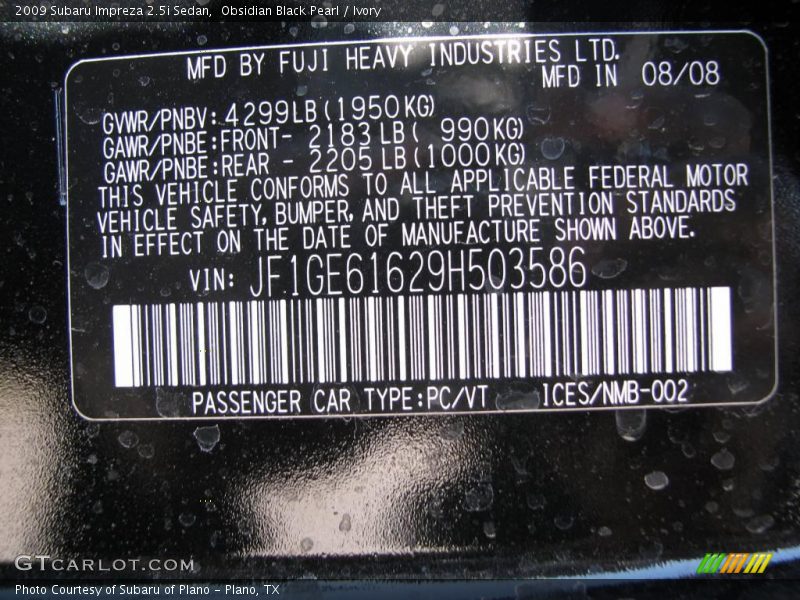 2009 Subaru Impreza 2.5i Sedan,  Obsidian Black Pearl / Ivory
MFD BY FUJI HEAVY INDUSTRIES LTD.
MFD IN 08/08
GVWR/PNBV:4299LB(1950KG)
GAWR/PNBE:FRONT- 2183LB( 990KG)
GAWR/PNBE:REAR - 2205LB(1000KG)
THIS VEHICLE CONFORMS TO ALL APPLICABLE FEDERAL MOTOR
VEHICLE SAFETY, BUMPER, AND THEFT PREVENTION STANDARDS
IN EFFECT ON THE DATE OF MANUFACTURE SHOWN ABOVE.
VIN: JF1GE61629H503586
PASSENGER CAR TYPE:PC/VT ICES/NMB-002
GTCARLOT.COM
Photo Courtesy of Subaru of Plano - Plano, TX